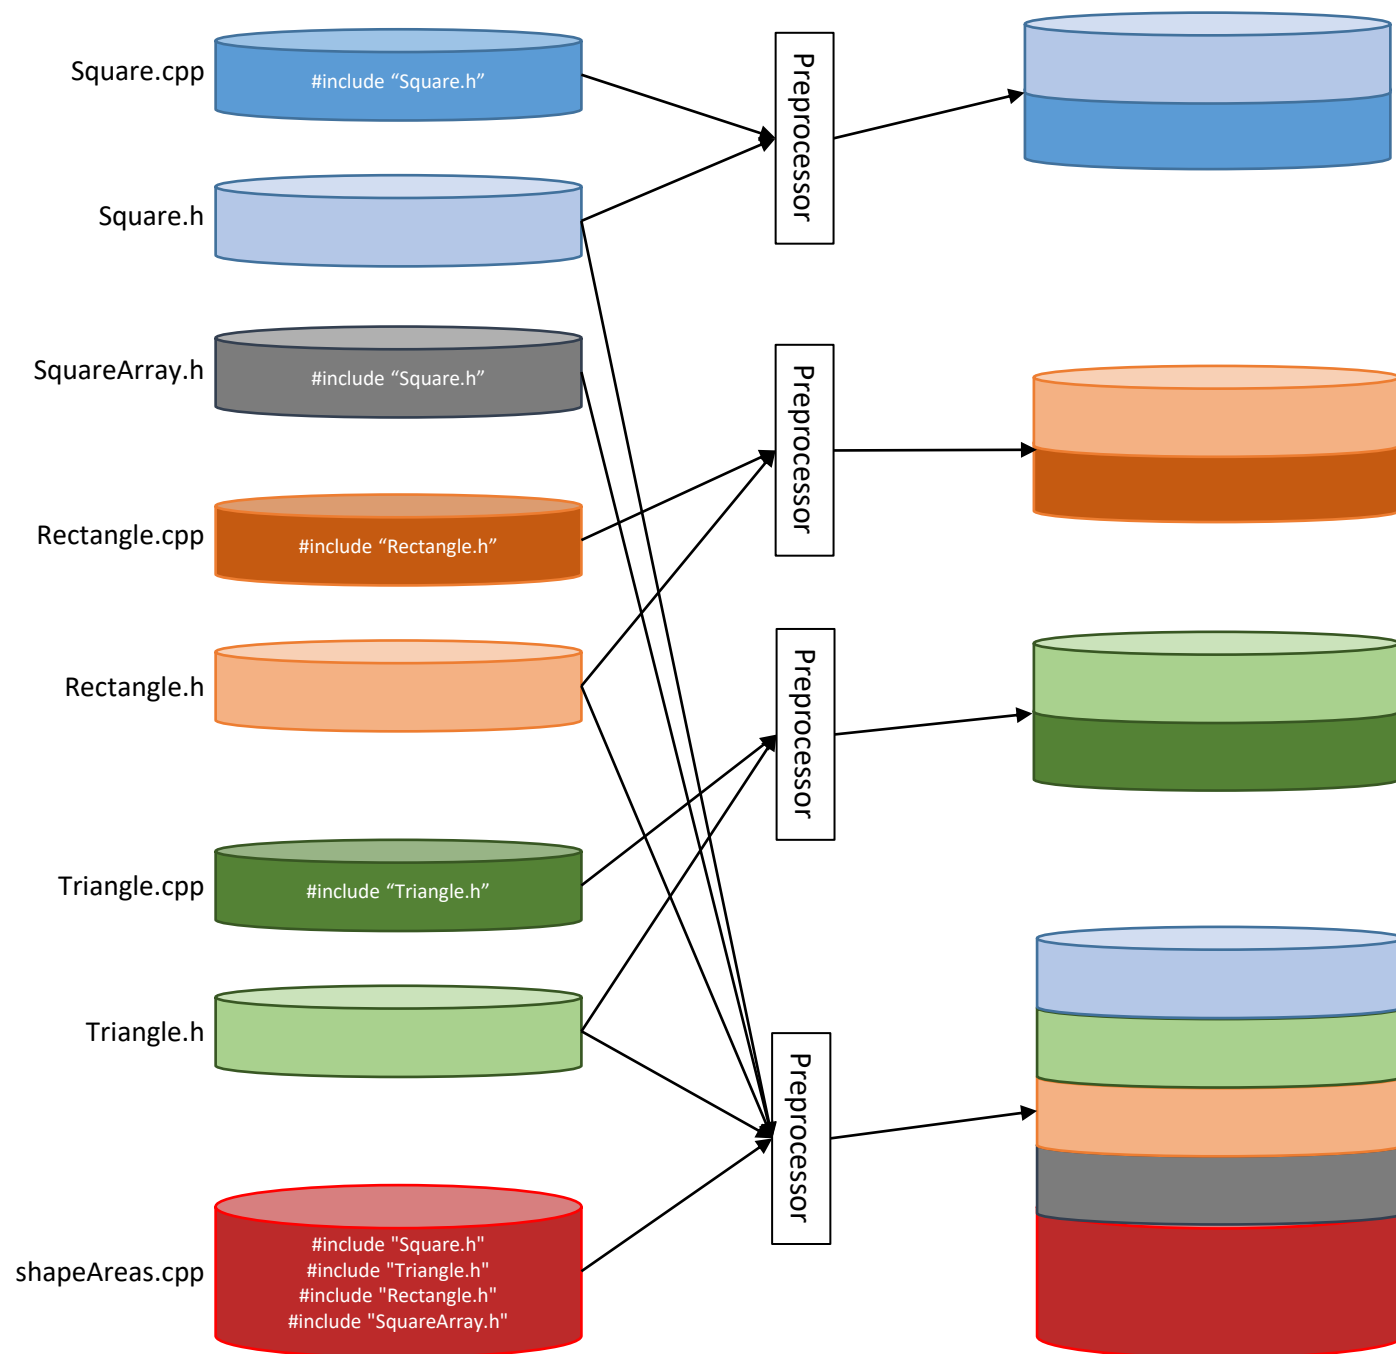 Square.cpp
#include “Square.h”
Preprocessor
Square.h
SquareArray.h
#include “Square.h”
Preprocessor
Rectangle.cpp
#include “Rectangle.h”
Rectangle.h
Preprocessor
Triangle.cpp
#include “Triangle.h”
Triangle.h
Preprocessor
shapeAreas.cpp
#include "Square.h"
#include "Triangle.h"
#include "Rectangle.h"
#include "SquareArray.h"